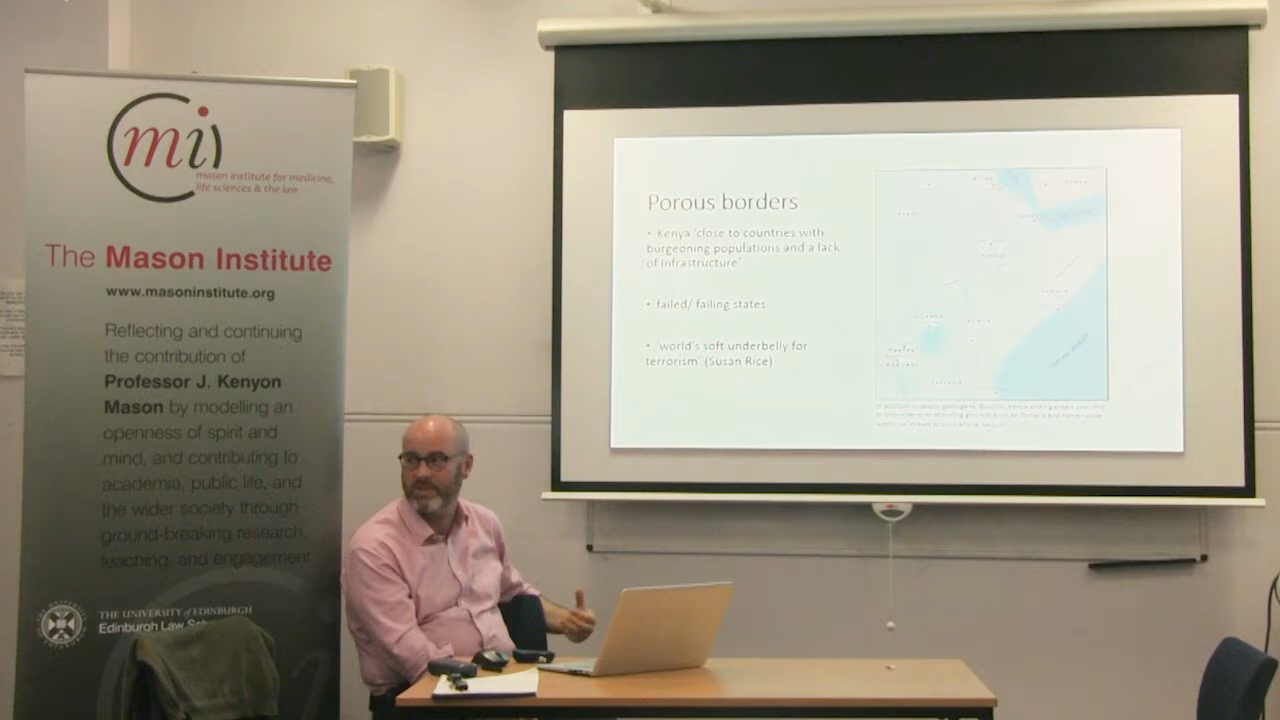 mi
mason institute for medicine,
life sciences & the law
The Mason Institute
www.masoninstitute.org
Reflecting and continuing
the contribution of
Professor J. Kenyon
Mason by modelling an
openness of spirit and
mind, and contributing to
academia, public life, and
the wider society through
ground-breaking research,
teaching, and engagement
THE UNIVERSITY of EDINBURGH
Edinburgh Law
Porous borders
• Kenya 'close to countries with
burgeoning populations and a lack
of infrastructure'
• failed/ failing states
• 'world's soft underbelly for
terrorism' (Susan Rice)